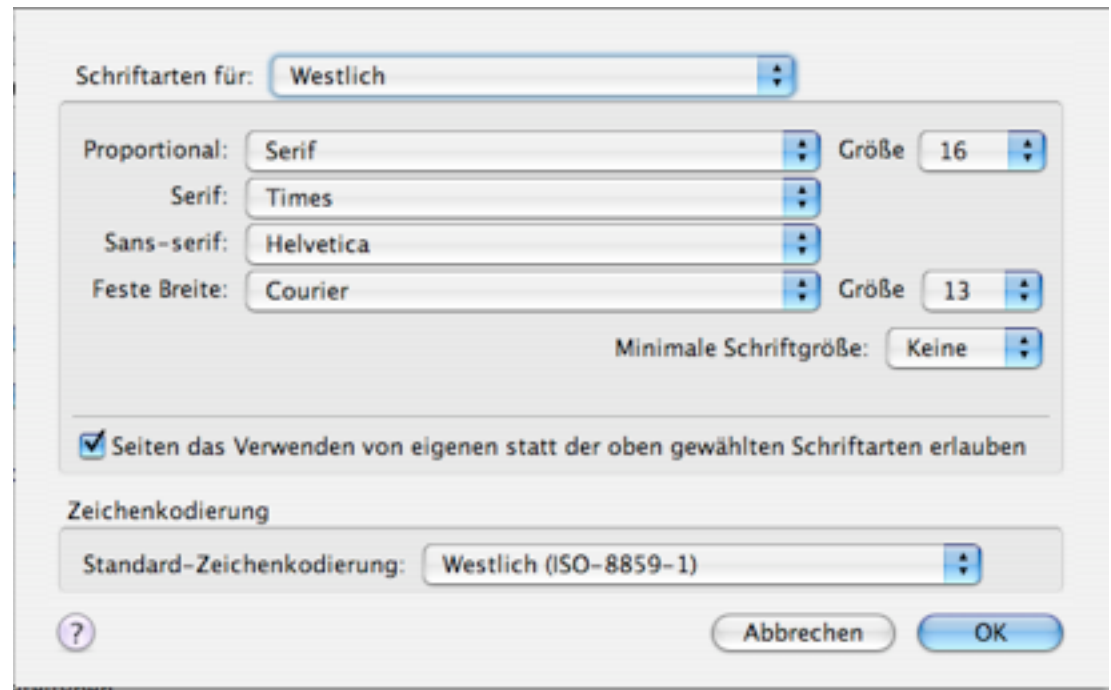 Schriftarten für: Westlich
Proportional: Serif Größe 16
Serif: Times
Sans-serif: Helvetica
Feste Breite: Courier Größe 13
Minimale Schriftgröße: Keine
Seiten das Verwenden von eigenen statt der oben gewählten Schriftarten erlauben
Zeichenkodierung
Standard-Zeichenkodierung: Westlich (ISO-8859-1)
? Abbrechen OK